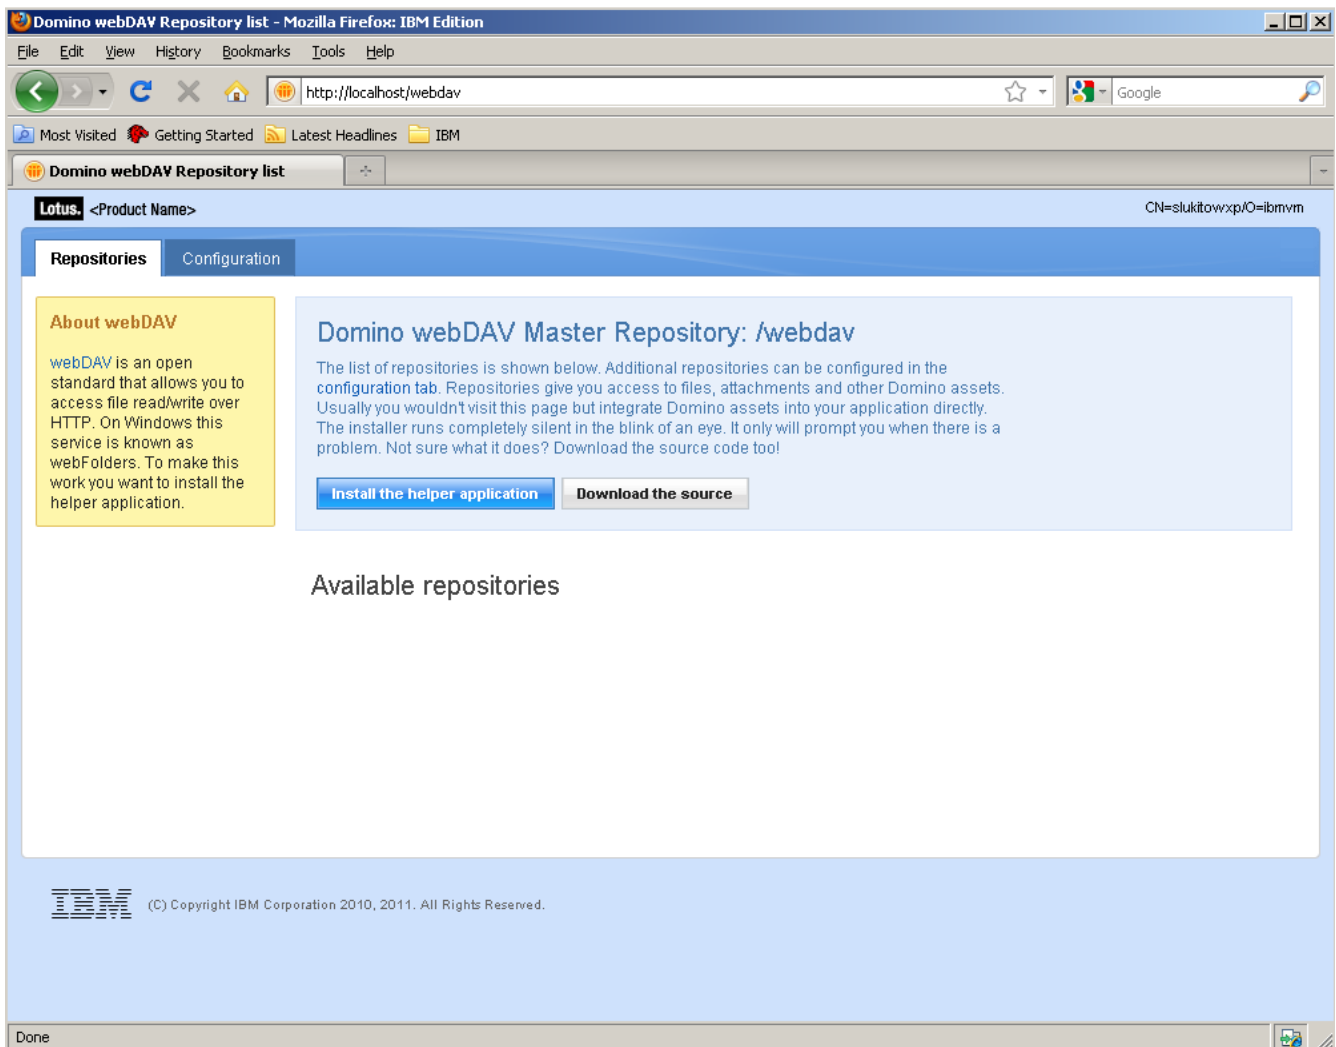 Domino webDAV Repository list - Mozilla Firefox: IBM Edition
File Edit View History Bookmarks Tools Help
http://localhost/webdav
Google
Most Visited Getting Started Latest Headlines IBM
Domino webDAV Repository list
Lotus. <Product Name>
CN=slukitowxp/O=ibmvm
Repositories Configuration
About webDAV
webDAV is an open
standard that allows you to
access file read/write over
HTTP. On Windows this
service is known as
webFolders. To make this
work you want to install the
helper application.
Domino webDAV Master Repository: /webdav
The list of repositories is shown below. Additional repositories can be configured in the
configuration tab. Repositories give you access to files, attachments and other Domino assets.
Usually you wouldn't visit this page but integrate Domino assets into your application directly.
The installer runs completely silent in the blink of an eye. It only will prompt you when there is a
problem. Not sure what it does? Download the source code too!
Install the helper application Download the source
Available repositories
IBM (C) Copyright IBM Corporation 2010, 2011. All Rights Reserved.
Done